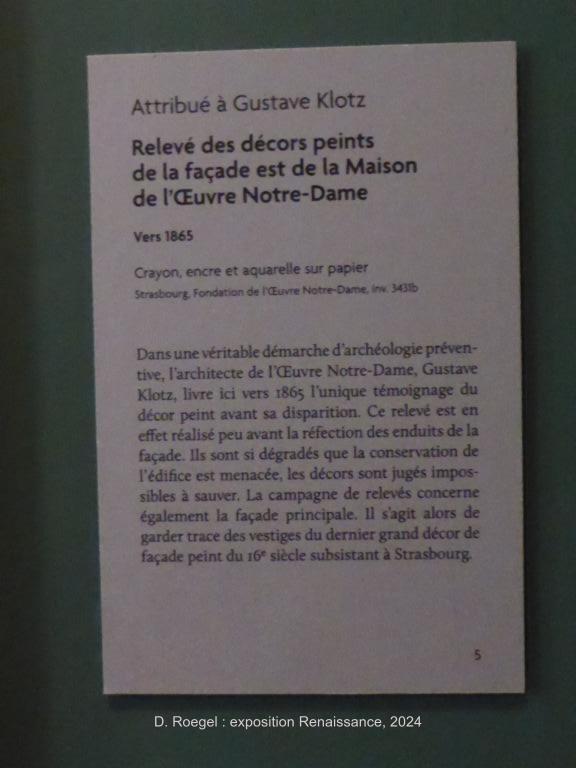 Attribué à Gustave Klotz
Relevé des décors peints
de la façade est de la Maison
de l'Œuvre Notre-Dame
Vers 1865
Crayon, encre et aquarelle sur papier
Strasbourg, Fondation de l'Œuvre Notre-Dame, inv. 3431b
Dans une véritable démarche d'archéologie préven-
tive, l'architecte de l'Œuvre Notre-Dame, Gustave
Klotz, livre ici vers 1865 l'unique témoignage du
décor peint avant sa disparition. Ce relevé est en
effet réalisé peu avant la réfection des enduits de la
façade. Ils sont si dégradés que la conservation de
l'édifice est menacée, les décors sont jugés impos-
sibles à sauver. La campagne de relevés concerne
également la façade principale. Il s'agit alors de
garder trace des vestiges du dernier grand décor de
façade peint du 16e siècle subsistant à Strasbourg.
5
D. Roegel : exposition Renaissance, 2024